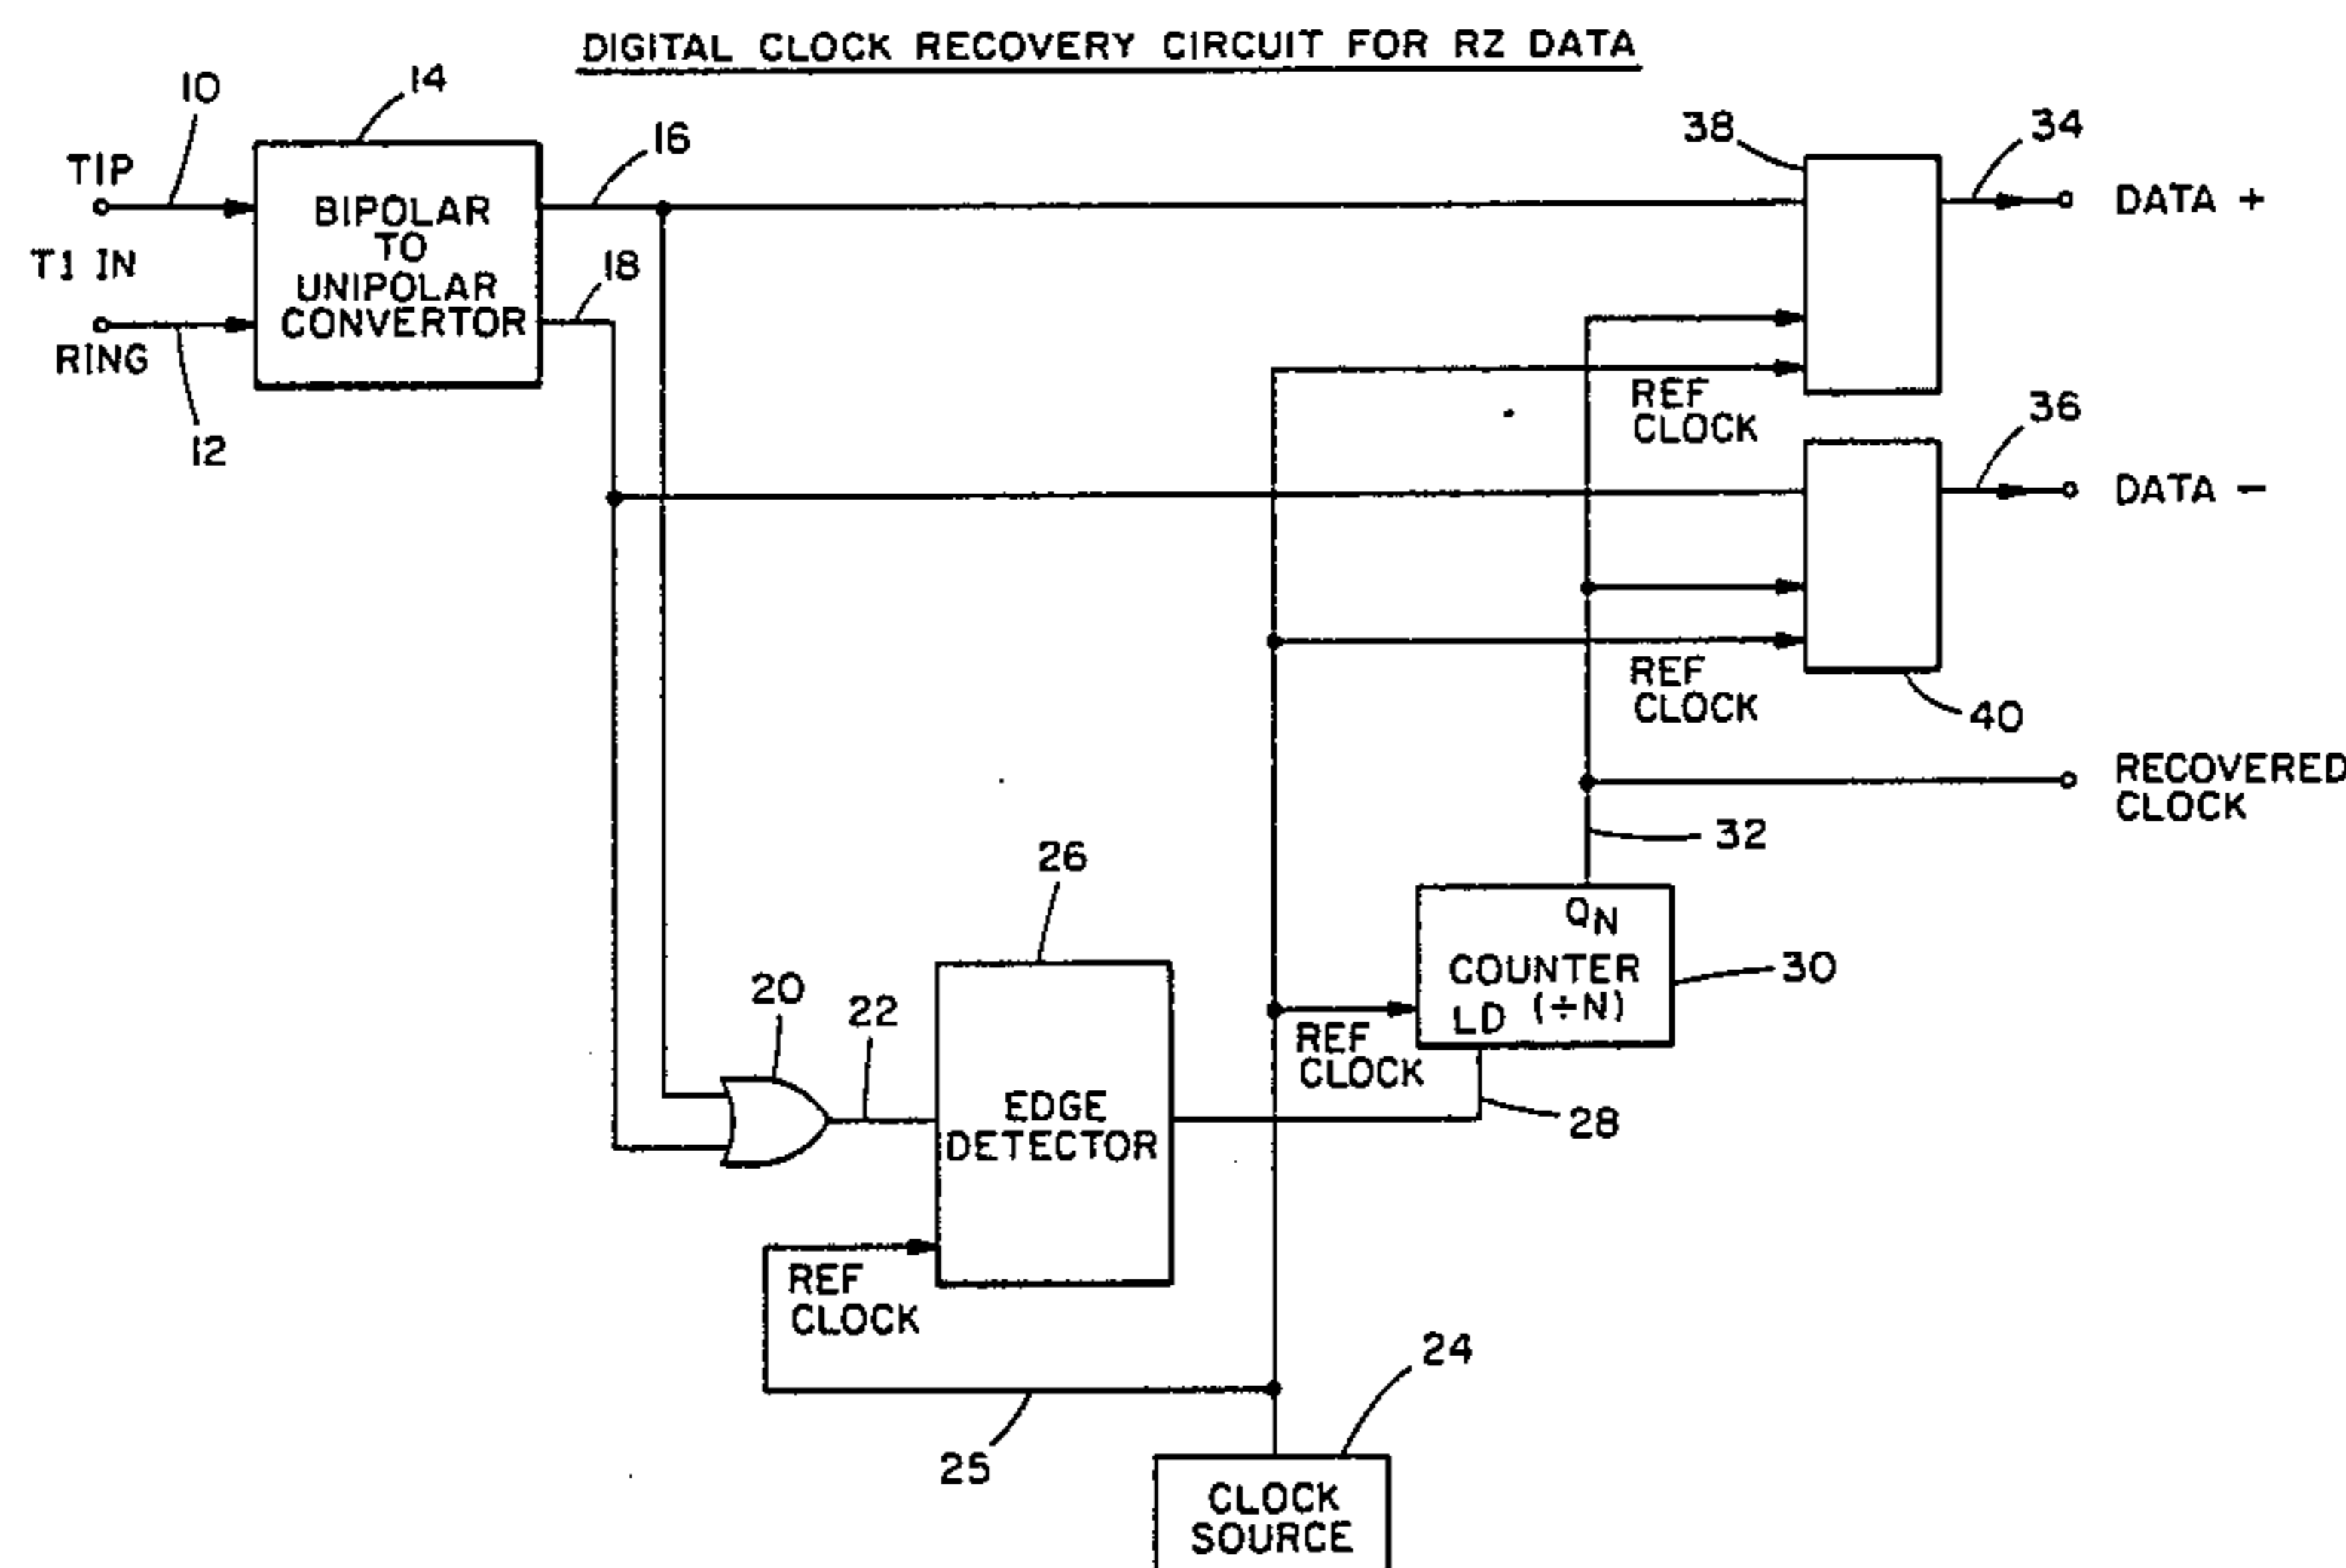 DIGITAL CLOCK RECOVERY CIRCUIT FOR RZ DATA
10
14
16
38
34
TIP
BIPOLAR
TO
UNIPOLAR
CONVERTOR
DATA +
T1 IN
18
RING
12
REF
CLOCK
36
DATA −
REF
CLOCK
40
RECOVERED
CLOCK
32
26
QN
COUNTER
LD (÷N)
30
20
22
REF
CLOCK
EDGE
DETECTOR
28
REF
CLOCK
24
25
CLOCK
SOURCE